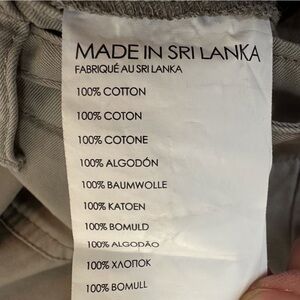 MADE IN SRI LANKA
FABRIQUÉ AU SRI LANKA
100% COTTON
100% COTON
100% COTONE
100% ALGODÓN
100% BAUMWOLLE
100% KATOEN
100% BOMULD
100% ALGODÃO
100% ХЛОПОК
100% BOMULL